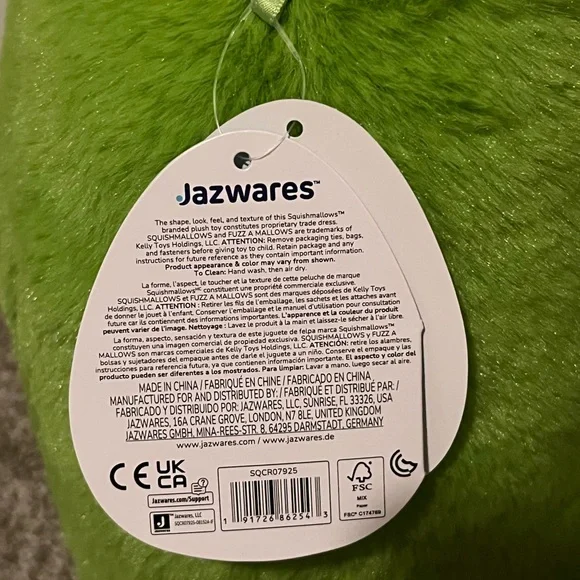 Jazwares™
The shape, look, feel, and texture of this Squishmallows™
branded plush toy constitutes proprietary trade dress.
SQUISHMALLOWS and FUZZ A MALLOWS are trademarks of
Kelly Toys Holdings, LLC. ATTENTION: Remove packaging ties, bags,
and fasteners before giving toy to child. Retain package and any
instructions for future reference as they contain important information.
Product appearance & color may vary from shown.
To Clean: Hand wash, then air dry.
La forme, l'aspect, le toucher et la texture de cette peluche de marque
Squishmallows constituent une propriété commerciale exclusive.
SQUISHMALLOWS et FUZZ A MALLOWS sont des marques déposées de Kelly Toys
Holdings, LLC. ATTENTION : Retirer les fils de l'emballage, les sachets et les attaches avant
de donner le jouet à l'enfant. Conserver l'emballage et le manuel d'utilisation pour consultation
future car ils contiennent des informations importantes. L'apparence et la couleur du produit
peuvent varier de l'image. Nettoyage : Lavez le produit à la main et laissez-le sécher à l'air libre.
La forma, aspecto, sensación y textura de este juguete de felpa marca Squishmallows™
constituyen una imagen comercial de propiedad exclusiva. SQUISHMALLOWS y FUZZ A
MALLOWS son marcas comerciales de Kelly Toys Holdings, LLC. ATENCIÓN: retire los alambres,
bolsas y sujetadores del empaque antes de darle el juguete a un niño. Conserve el empaque y las
instrucciones para referencia futura, ya que contienen información importante. El aspecto y color del
producto pueden ser diferentes a los mostrados. Para limpiar: Lavar a mano, luego secar al aire.
MADE IN CHINA / FABRIQUÉ EN CHINE / FABRICADO EN CHINA
MANUFACTURED FOR AND DISTRIBUTED BY: / FABRIQUÉ ET DISTRIBUÉ PAR: /
FABRICADO Y DISTRIBUIDO POR: JAZWARES, LLC, SUNRISE, FL 33326, USA
JAZWARES, 16A CRANE GROVE, LONDON, N7 8LE, UNITED KINGDOM
JAZWARES GMBH, MINA-REES-STR. 8, 64295 DARMSTADT, GERMANY
www.jazwares.com / www.jazwares.de
CE UK
CA
Jazwares.com/Support
J Jazwares, LLC
SQCR07925
1 91726 86254 3
FSC
MIX
Paper
FSC® C174769